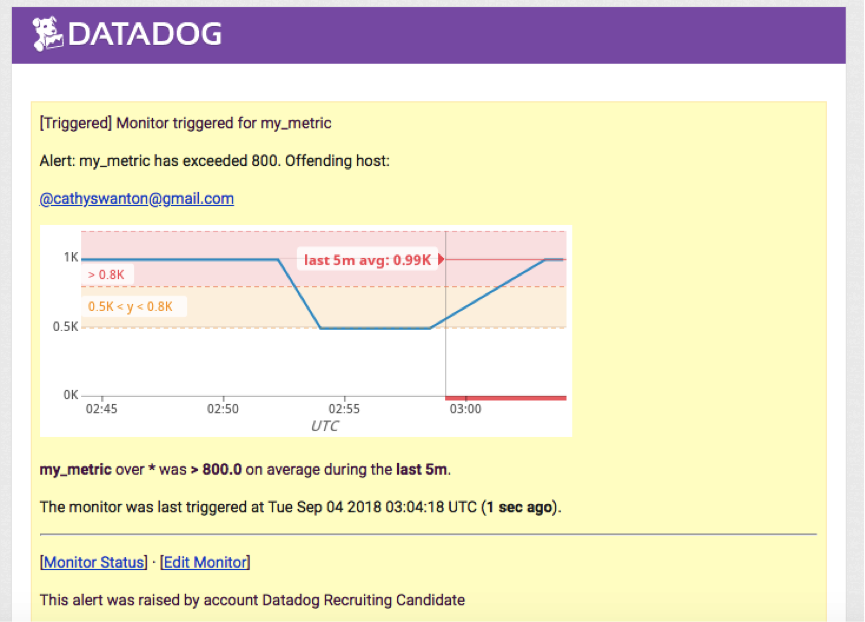 DATADOG
[Triggered] Monitor triggered for my_metric
Alert: my_metric has exceeded 800. Offending host:
@cathyswanton@gmail.com
1K
last 5m avg: 0.99K
> 0.8K
0.5K < y < 0.8K
0.5K
0K
02:45 02:50 02:55 03:00
UTC
my_metric over * was > 800.0 on average during the last 5m.
The monitor was last triggered at Tue Sep 04 2018 03:04:18 UTC (1 sec ago).
[Monitor Status] · [Edit Monitor]
This alert was raised by account Datadog Recruiting Candidate